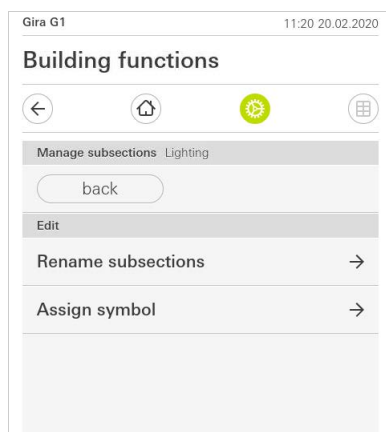 Gira G1 11:20 20.02.2020
Building functions
Manage subsections Lighting
back
Edit
Rename subsections
Assign symbol